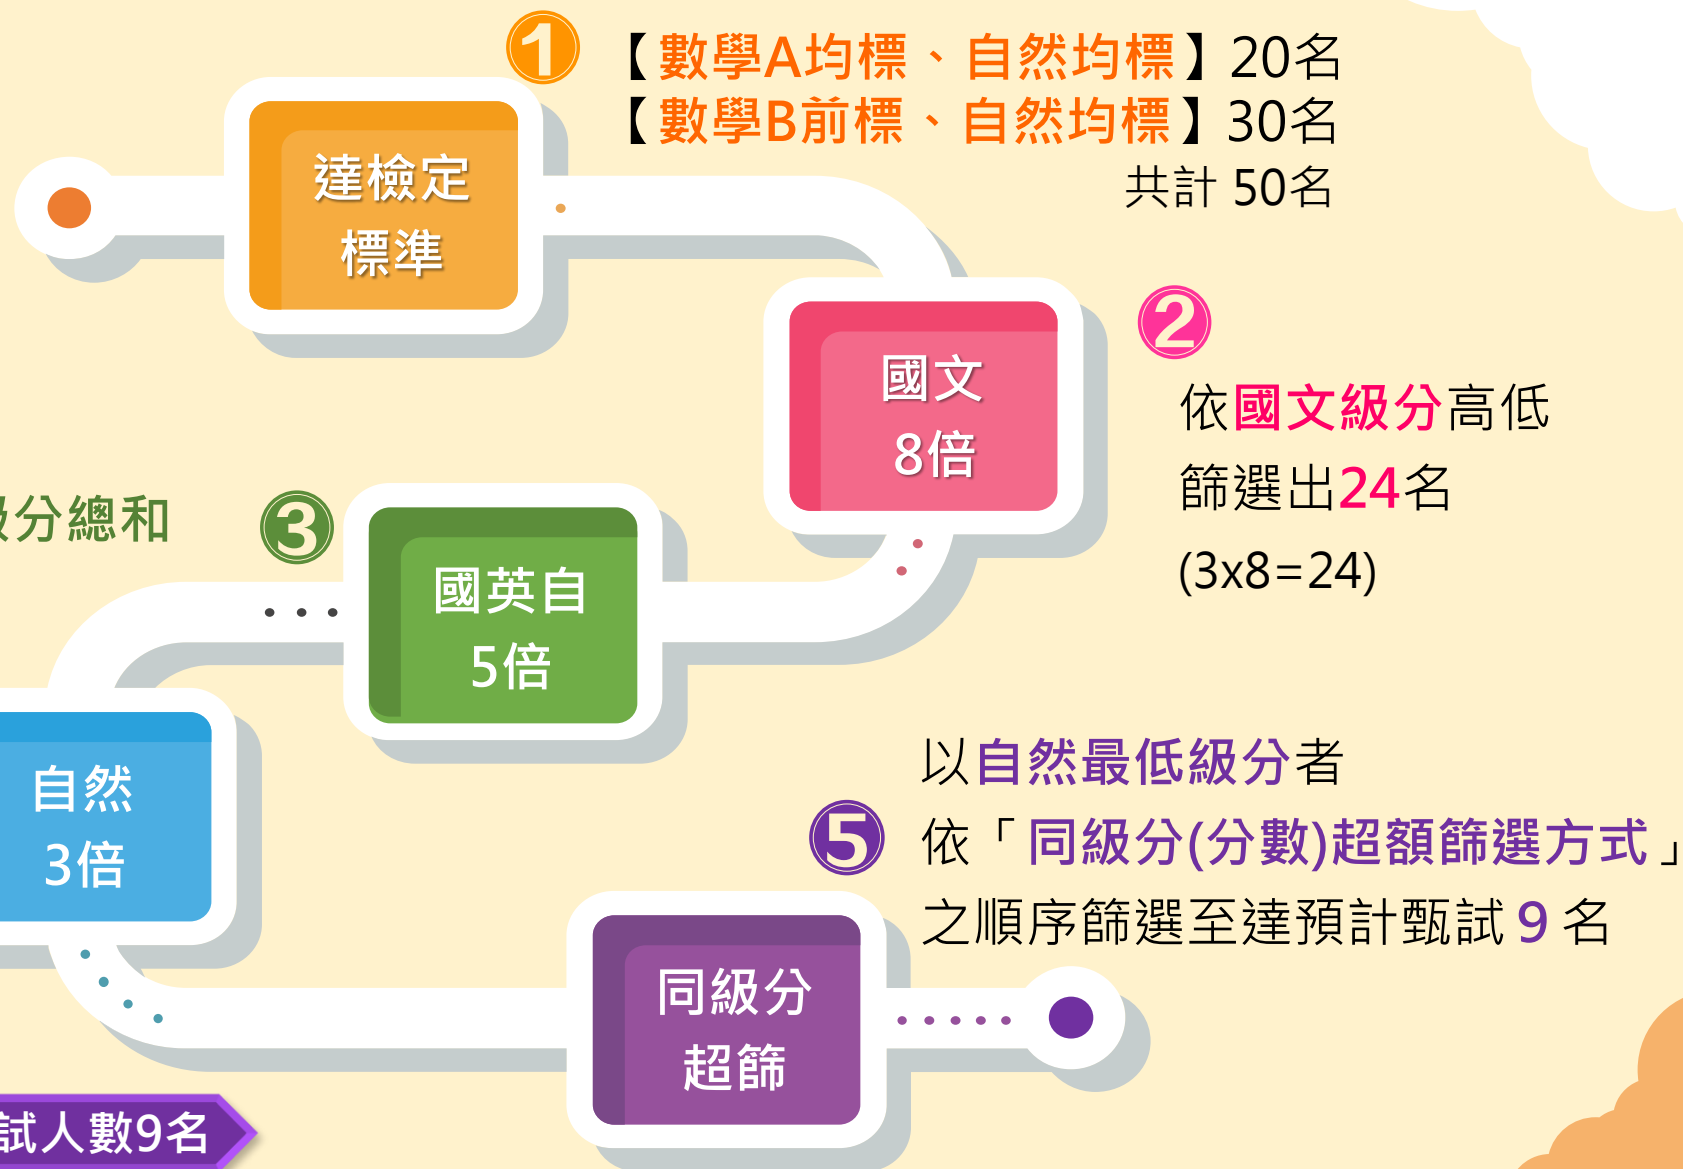 ❶
【數學A均標、自然均標】20名
【數學B前標、自然均標】30名
共計 50名
達檢定
標準
❷
國文
8倍
依國文級分高低
篩選出24名
(3x8=24)
級分總和
❸
國英自
5倍
自然
3倍
❺
以自然最低級分者
依「同級分(分數)超額篩選方式」
之順序篩選至達預計甄試 9 名
同級分
超篩
試人數9名